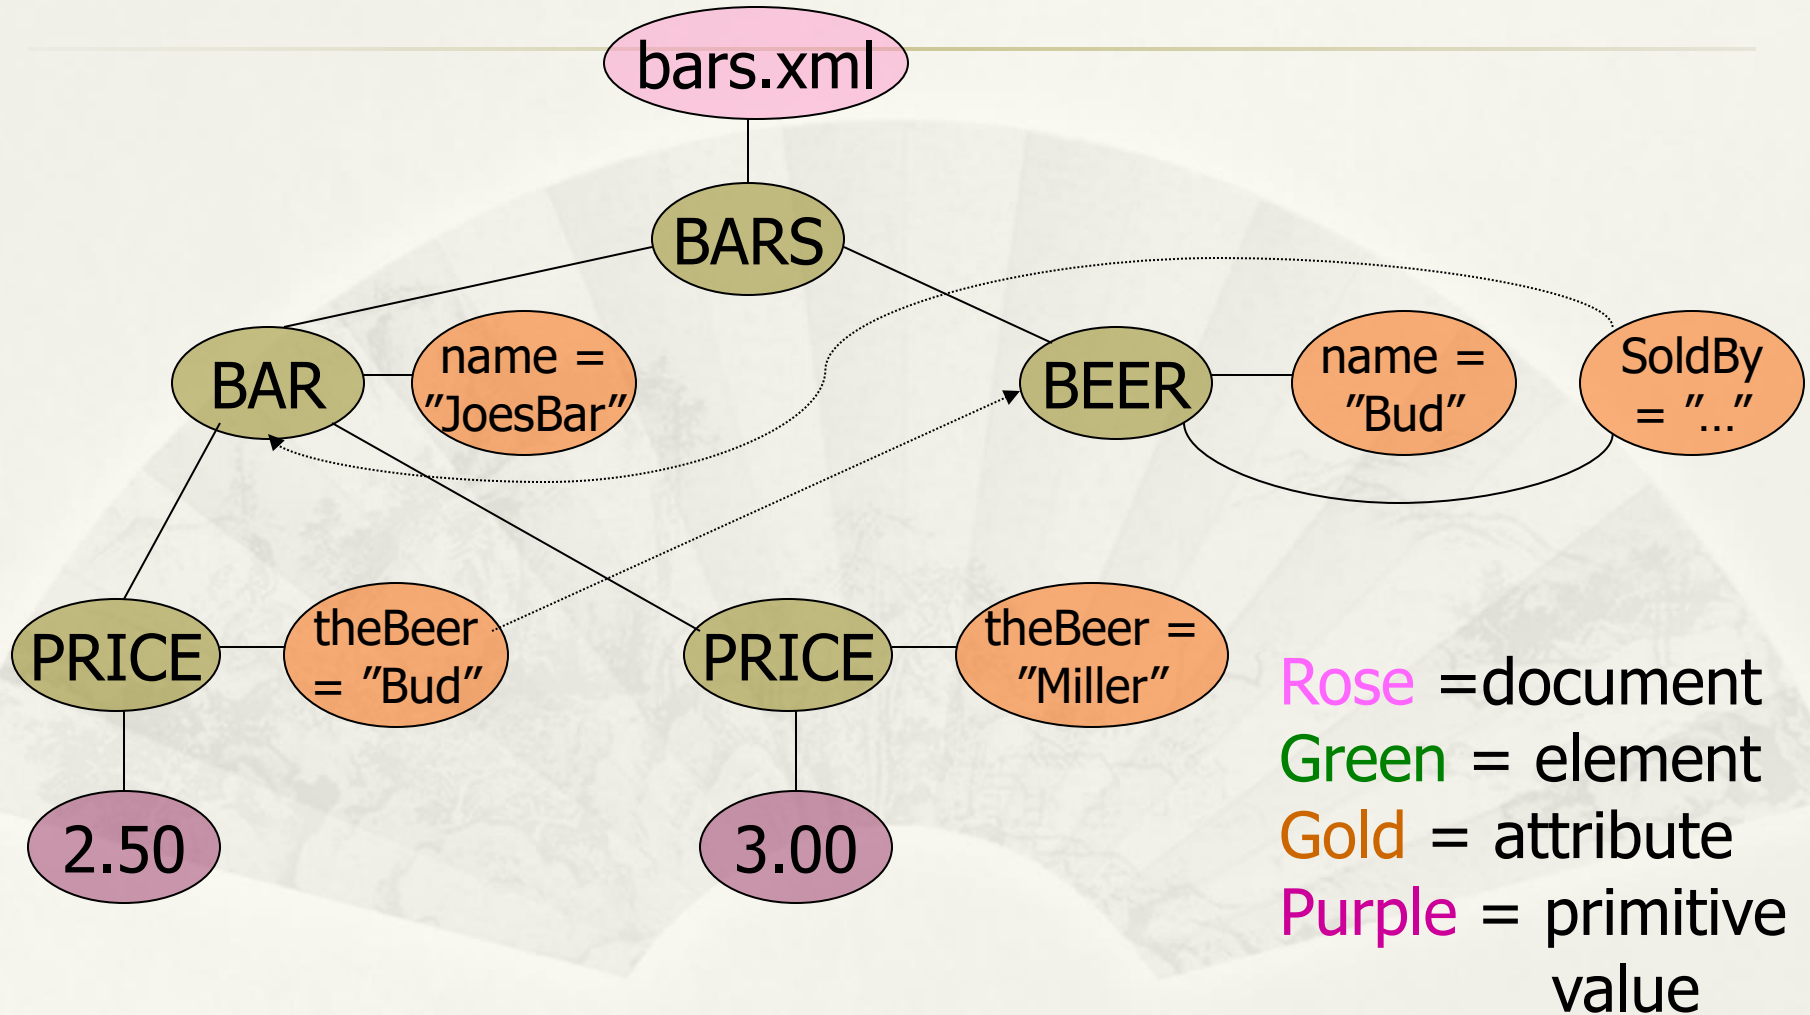 bars.xml
BARS
BAR
name =
”JoesBar”
BEER
name =
”Bud”
SoldBy
= ”…”
PRICE
theBeer
= ”Bud”
PRICE
theBeer =
”Miller”
2.50
3.00
Rose =document
Green = element
Gold = attribute
Purple = primitive
value